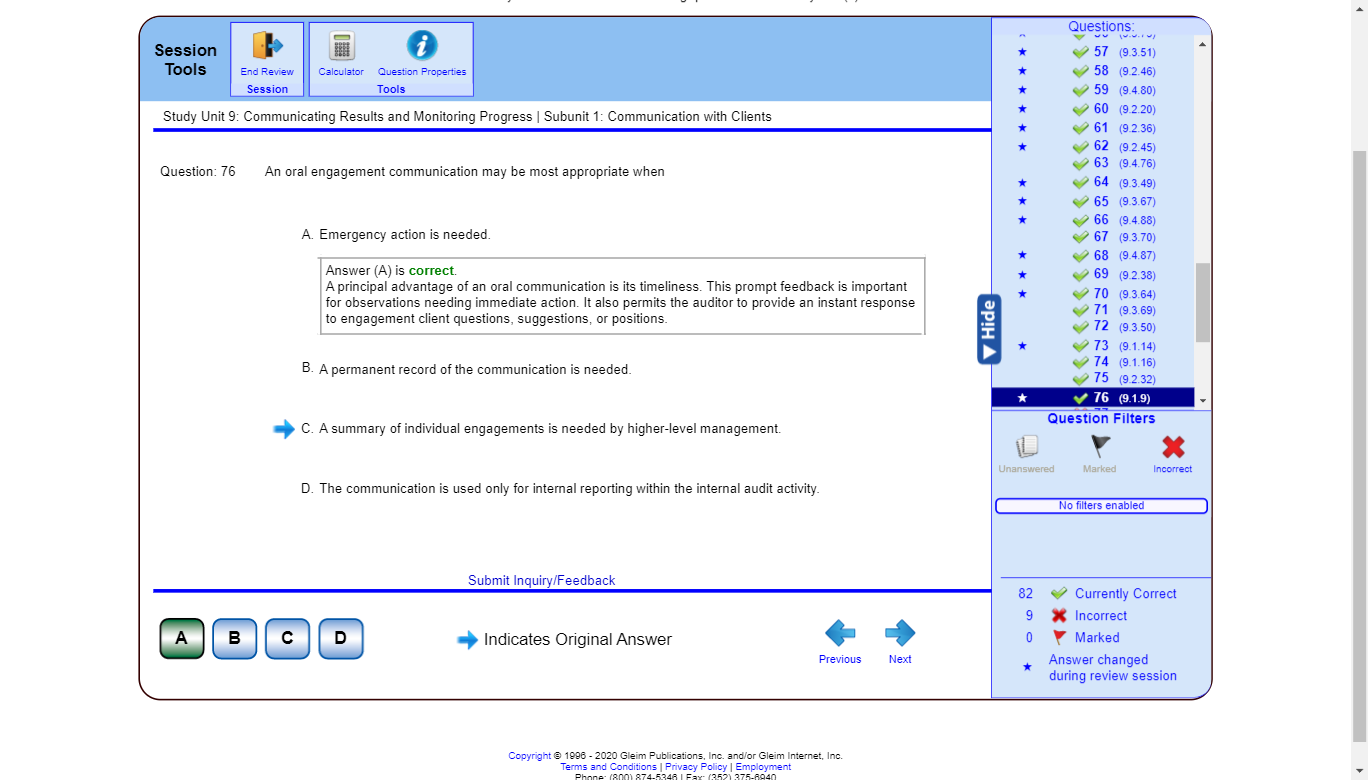 Session
Tools
End Review
Session
Calculator
Question Properties
Tools
Study Unit 9: Communicating Results and Monitoring Progress | Subunit 1: Communication with Clients
Question: 76
An oral engagement communication may be most appropriate when
A. Emergency action is needed.
Answer (A) is correct.
A principal advantage of an oral communication is its timeliness. This prompt feedback is important
for observations needing immediate action. It also permits the auditor to provide an instant response
to engagement client questions, suggestions, or positions.
B. A permanent record of the communication is needed.
C. A summary of individual engagements is needed by higher-level management.
D. The communication is used only for internal reporting within the internal audit activity.
Submit Inquiry/Feedback
A
B
C
D
Indicates Original Answer
Previous
Next
Hide
Questions:
57 (9.3.51)
58 (9.2.46)
59 (9.4.80)
60 (9.2.20)
61 (9.2.36)
62 (9.2.45)
63 (9.4.76)
64 (9.3.49)
65 (9.3.67)
66 (9.4.88)
67 (9.3.70)
68 (9.4.87)
69 (9.2.38)
70 (9.3.64)
71 (9.3.69)
72 (9.3.50)
73 (9.1.14)
74 (9.1.16)
75 (9.2.32)
76 (9.1.9)
Question Filters
Unanswered
Marked
Incorrect
No filters enabled
82 Currently Correct
9 Incorrect
0 Marked
Answer changed
during review session
Copyright © 1996 - 2020 Gleim Publications, Inc. and/or Gleim Internet, Inc.
Terms and Conditions | Privacy Policy | Employment
Phone: (800) 874-5346 | Fax: (352) 375-6940